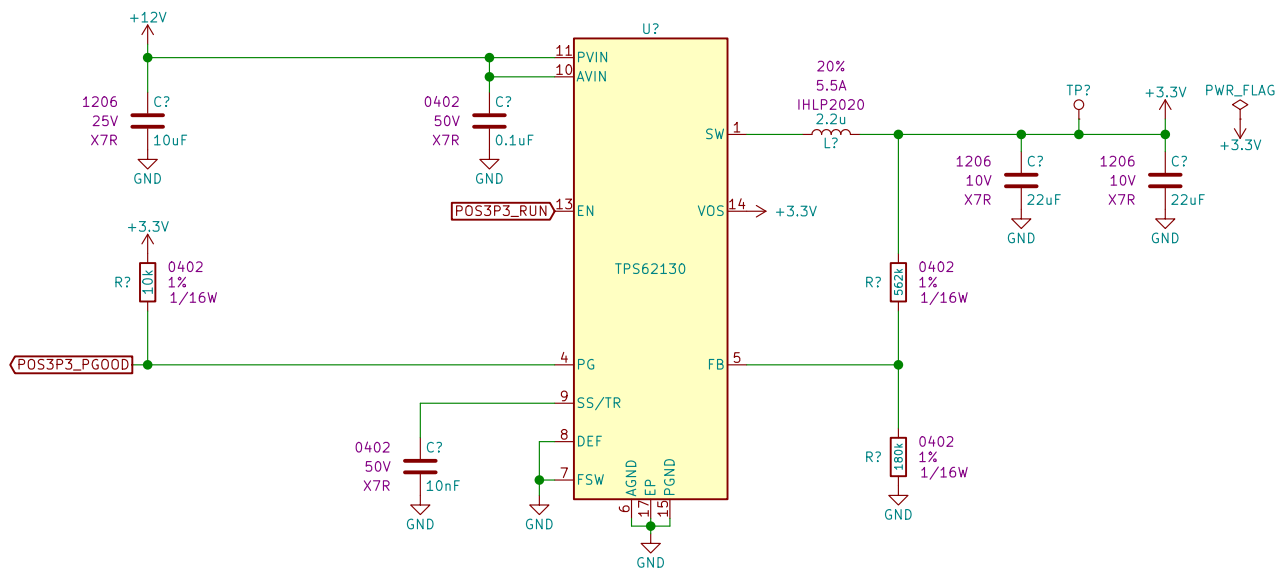 +12V
U?
11
PVIN
10
AVIN
1206
25V
X7R
C?
10uF
GND
0402
50V
X7R
C?
0.1uF
GND
20%
5.5A
IHLP2020
2.2u
L?
SW
1
TP?
+3.3V
PWR_FLAG
+3.3V
1206
10V
X7R
C?
22uF
GND
1206
10V
X7R
C?
22uF
GND
POS3P3_RUN
13
EN
VOS
14
+3.3V
+3.3V
R?
10k
0402
1%
1/16W
TPS62130
R?
562k
0402
1%
1/16W
POS3P3_PGOOD
4
PG
FB
5
9
SS/TR
0402
50V
X7R
C?
10nF
GND
8
DEF
7
FSW
GND
R?
180k
0402
1%
1/16W
GND
AGND
EP
PGND
6
17
15
GND